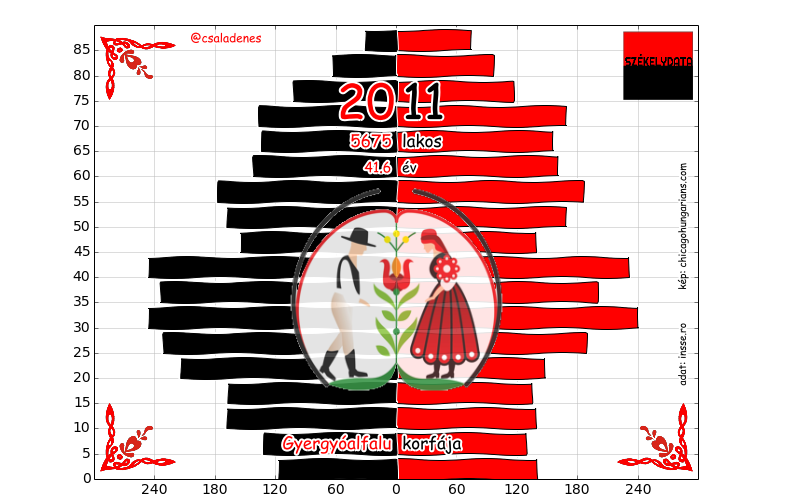 @csaladenes
SZÉKELYDATA
2011
5675 lakos
41.6 év
kép: chicagohungarians.com
adat: insse.ro
Gyergyóalfalu korfája
85
80
75
70
65
60
55
50
45
40
35
30
25
20
15
10
5
0
240 180 120 60 0 60 120 180 240